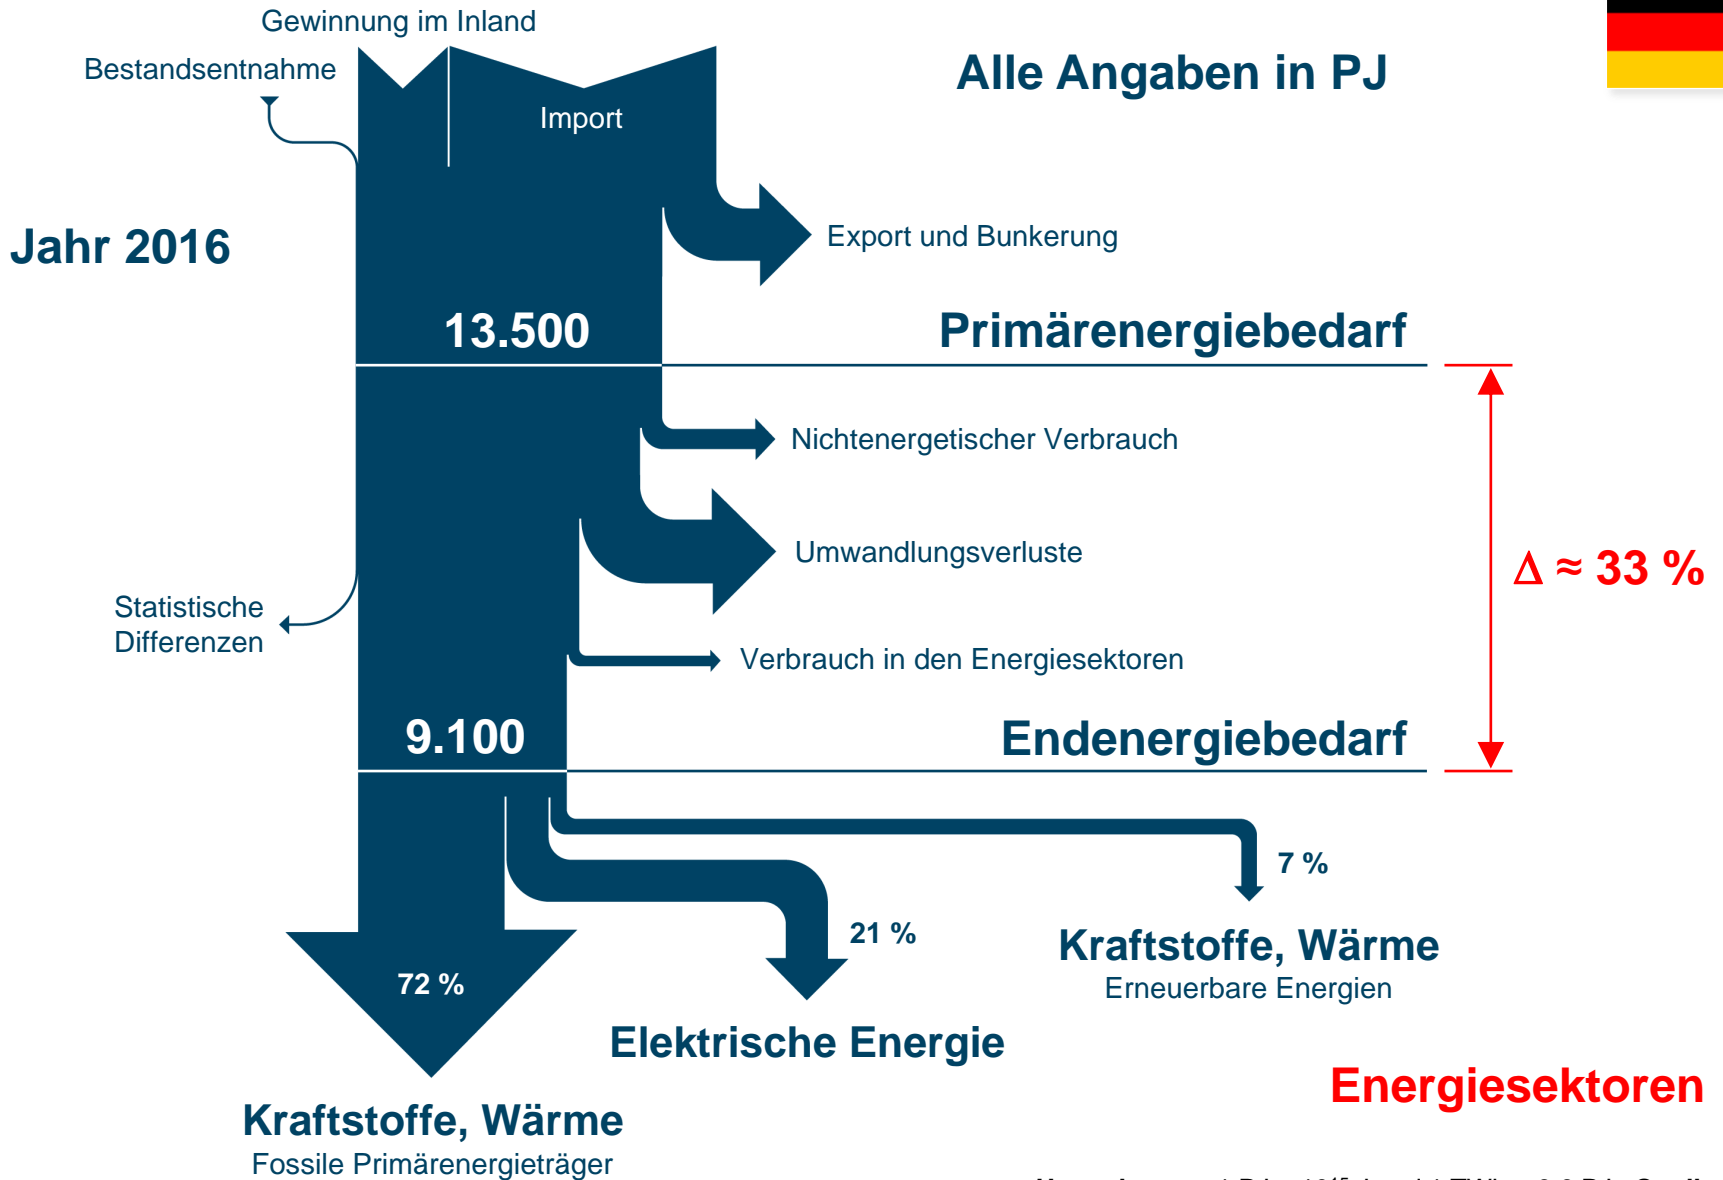 Gewinnung im Inland
Bestandsentnahme
Import
Alle Angaben in PJ
Jahr 2016
Export und Bunkerung
13.500
Primärenergiebedarf
Nichtenergetischer Verbrauch
Umwandlungsverluste
Δ ≈ 33 %
Statistische
Differenzen
Verbrauch in den Energiesektoren
9.100
Endenergiebedarf
7 %
21 %
72 %
Kraftstoffe, Wärme
Erneuerbare Energien
Elektrische Energie
Energiesektoren
Kraftstoffe, Wärme
Fossile Primärenergieträger